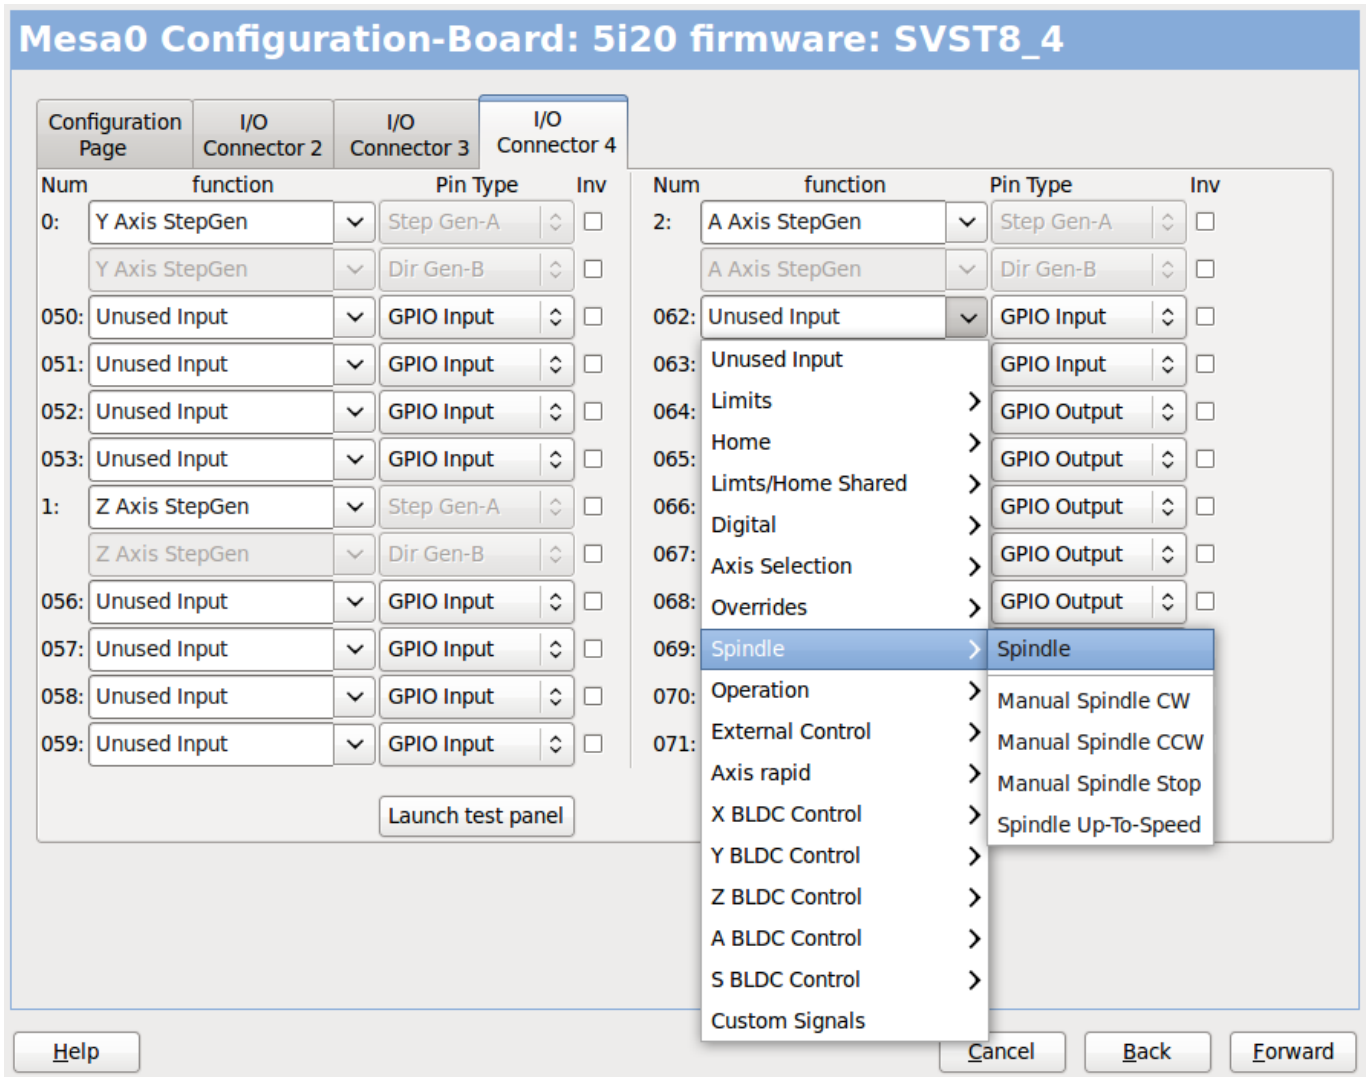 Mesa0 Configuration-Board: 5i20 firmware: SVST8_4
Configuration Page
I/O Connector 2
I/O Connector 3
I/O Connector 4
Num function Pin Type Inv Num function Pin Type Inv
0: Y Axis StepGen Step Gen-A 2: A Axis StepGen Step Gen-A
Y Axis StepGen Dir Gen-B A Axis StepGen Dir Gen-B
050: Unused Input GPIO Input 062: Unused Input GPIO Input
051: Unused Input GPIO Input 063: GPIO Input
052: Unused Input GPIO Input 064: GPIO Output
053: Unused Input GPIO Input 065: GPIO Output
1: Z Axis StepGen Step Gen-A 066: GPIO Output
Z Axis StepGen Dir Gen-B 067: GPIO Output
056: Unused Input GPIO Input 068: GPIO Output
057: Unused Input GPIO Input 069:
058: Unused Input GPIO Input 070:
059: Unused Input GPIO Input 071:
Unused Input
Limits
Home
Limts/Home Shared
Digital
Axis Selection
Overrides
Spindle
Operation
External Control
Axis rapid
X BLDC Control
Y BLDC Control
Z BLDC Control
A BLDC Control
S BLDC Control
Custom Signals
Spindle
Manual Spindle CW
Manual Spindle CCW
Manual Spindle Stop
Spindle Up-To-Speed
Launch test panel
Help Cancel Back Forward